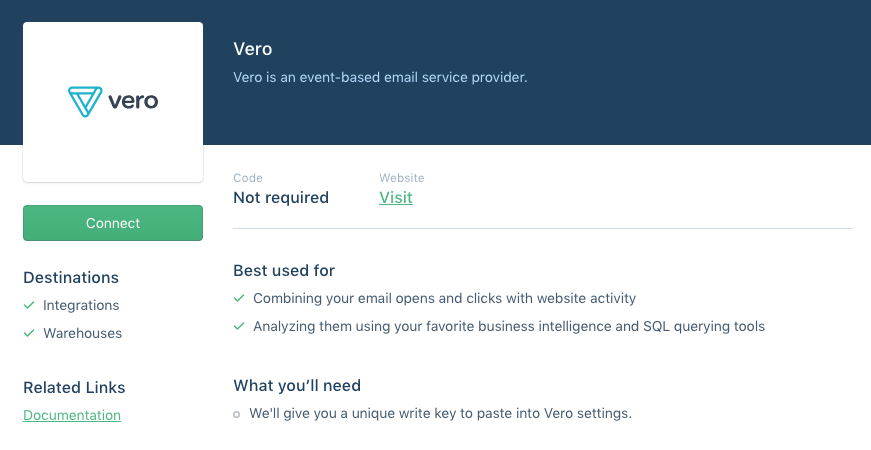 vero
Vero
Vero is an event-based email service provider.
Code
Not required
Website
Visit
Connect
Destinations
Integrations
Warehouses
Related Links
Documentation
Best used for
Combining your email opens and clicks with website activity
Analyzing them using your favorite business intelligence and SQL querying tools
What you’ll need
We'll give you a unique write key to paste into Vero settings.